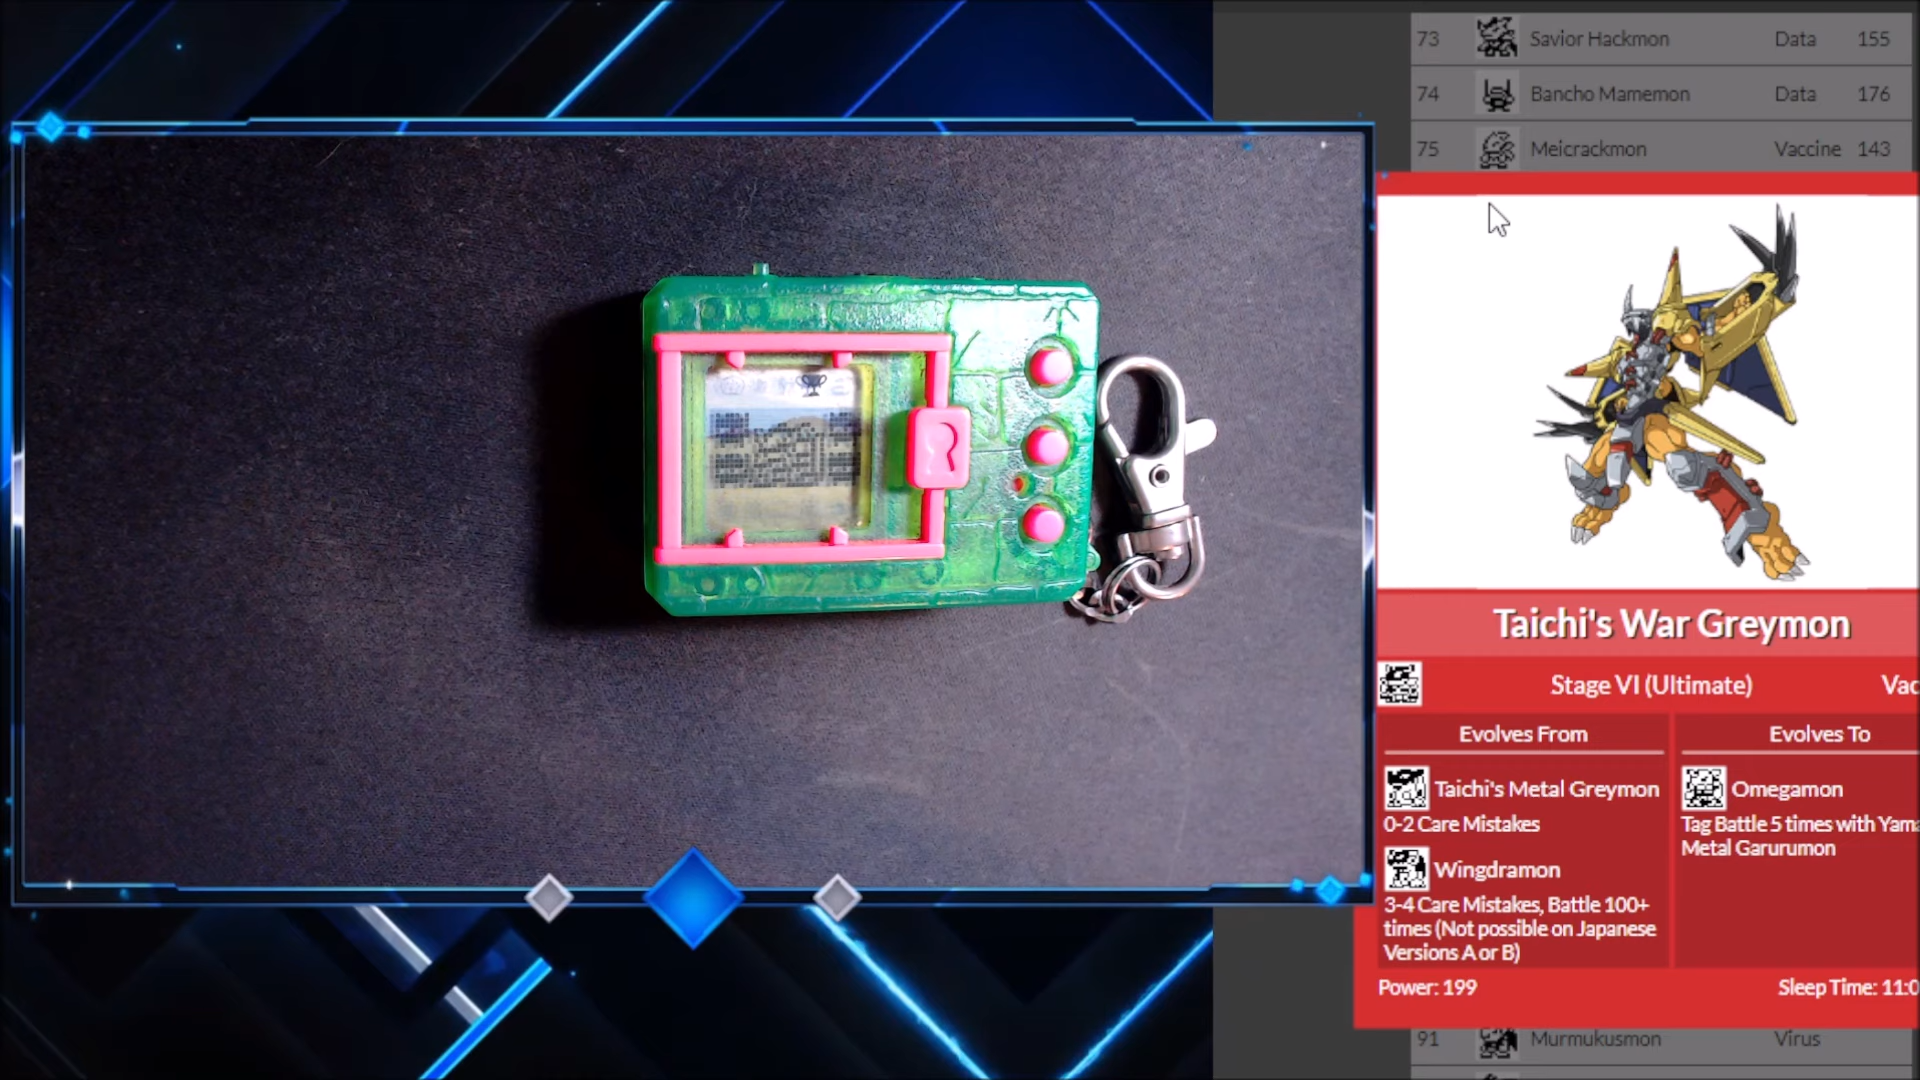 73 Savior Hackmon Data 155
74 Bancho Mamemon Data 176
75 Meicrackmon Vaccine 143
Taichi's War Greymon
Stage VI (Ultimate) Vac
Evolves From
Taichi's Metal Greymon
0-2 Care Mistakes
Wingdramon
3-4 Care Mistakes, Battle 100+
times (Not possible on Japanese
Versions A or B)
Evolves To
Omegamon
Tag Battle 5 times with Yama
Metal Garurumon
Power: 199 Sleep Time: 11:0
91 Murmukusmon Virus